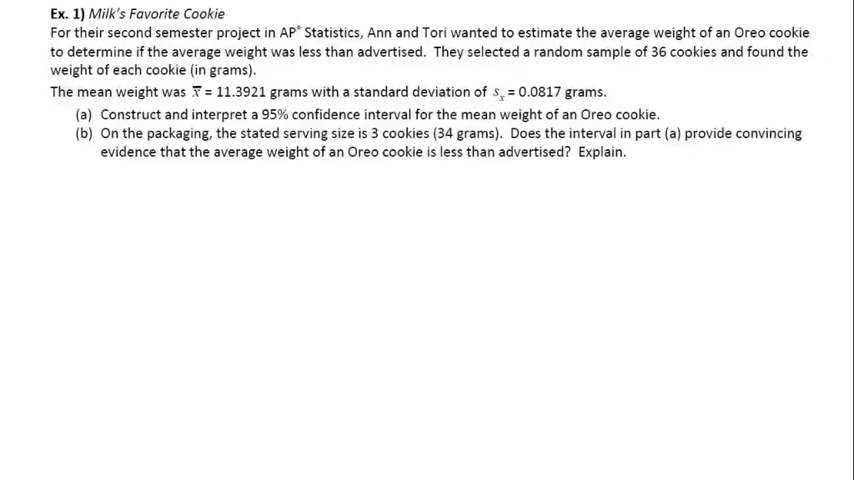 Ex. 1) Milk's Favorite Cookie
For their second semester project in AP® Statistics, Ann and Tori wanted to estimate the average weight of an Oreo cookie
to determine if the average weight was less than advertised. They selected a random sample of 36 cookies and found the
weight of each cookie (in grams).
The mean weight was x̅ = 11.3921 grams with a standard deviation of sₓ = 0.0817 grams.
(a) Construct and interpret a 95% confidence interval for the mean weight of an Oreo cookie.
(b) On the packaging, the stated serving size is 3 cookies (34 grams). Does the interval in part (a) provide convincing
evidence that the average weight of an Oreo cookie is less than advertised? Explain.